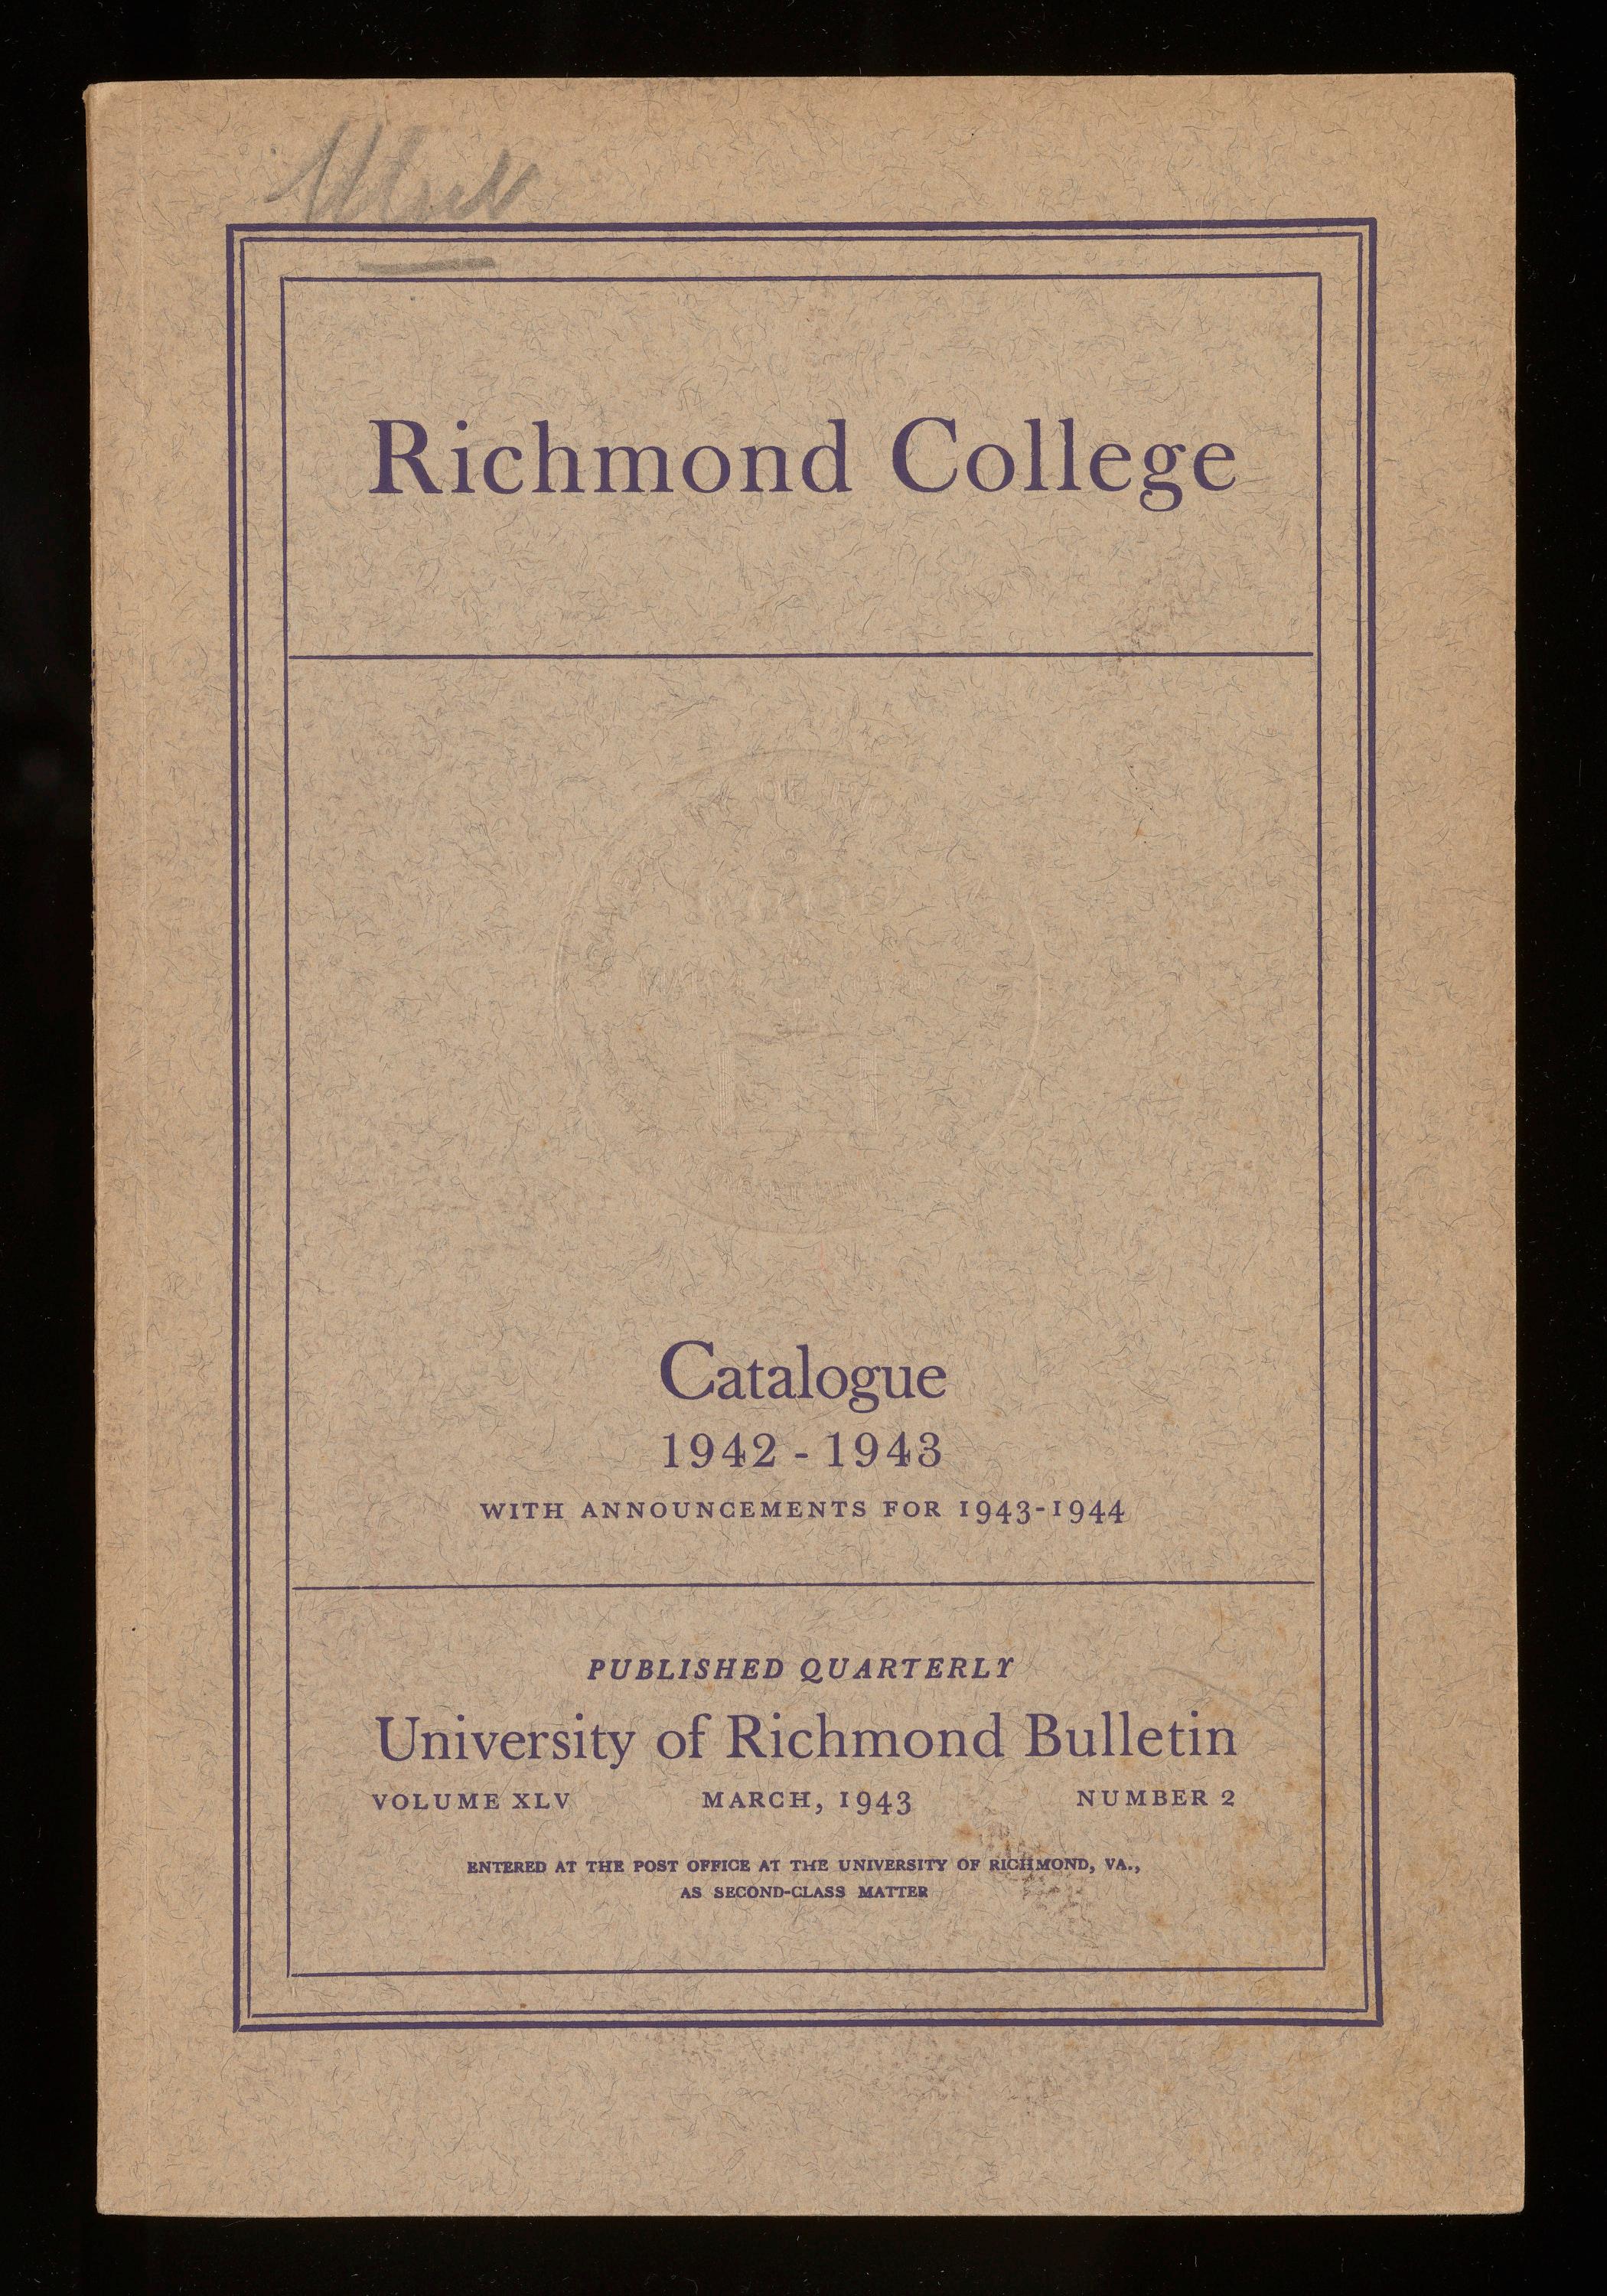 Richmond College
Catalogue
1942 - 1943
WITH ANNOUNCEMENTS FOR 1943-1944
PUBLISHED QUARTERLY
University of Richmond Bulletin
VOLUME XLV MARCH, 1943 NUMBER 2
ENTERED AT THE POST OFFICE AT THE UNIVERSITY OF RICHMOND, VA.,
AS SECOND-CLASS MATTER